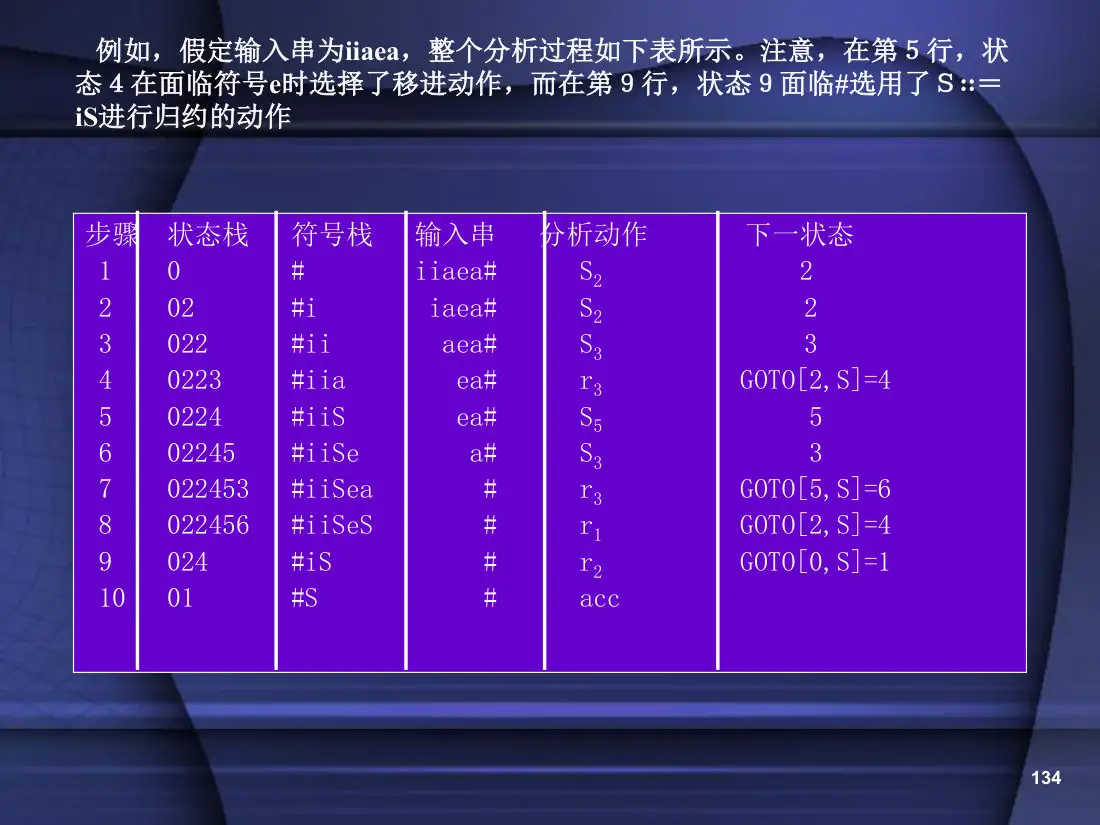 例如，假定输入串为iiaea，整个分析过程如下表所示。注意，在第５行，状
态４在面临符号e时选择了移进动作，而在第９行，状态９面临#选用了Ｓ::＝
iS进行归约的动作
步骤 状态栈 符号栈 输入串 分析动作 下一状态
1 0 # iiaea# S2 2
2 02 #i iaea# S2 2
3 022 #ii aea# S3 3
4 0223 #iia ea# r3 GOTO[2,S]=4
5 0224 #iiS ea# S5 5
6 02245 #iiSe a# S3 3
7 022453 #iiSea # r3 GOTO[5,S]=6
8 022456 #iiSeS # r1 GOTO[2,S]=4
9 024 #iS # r2 GOTO[0,S]=1
10 01 #S # acc
134